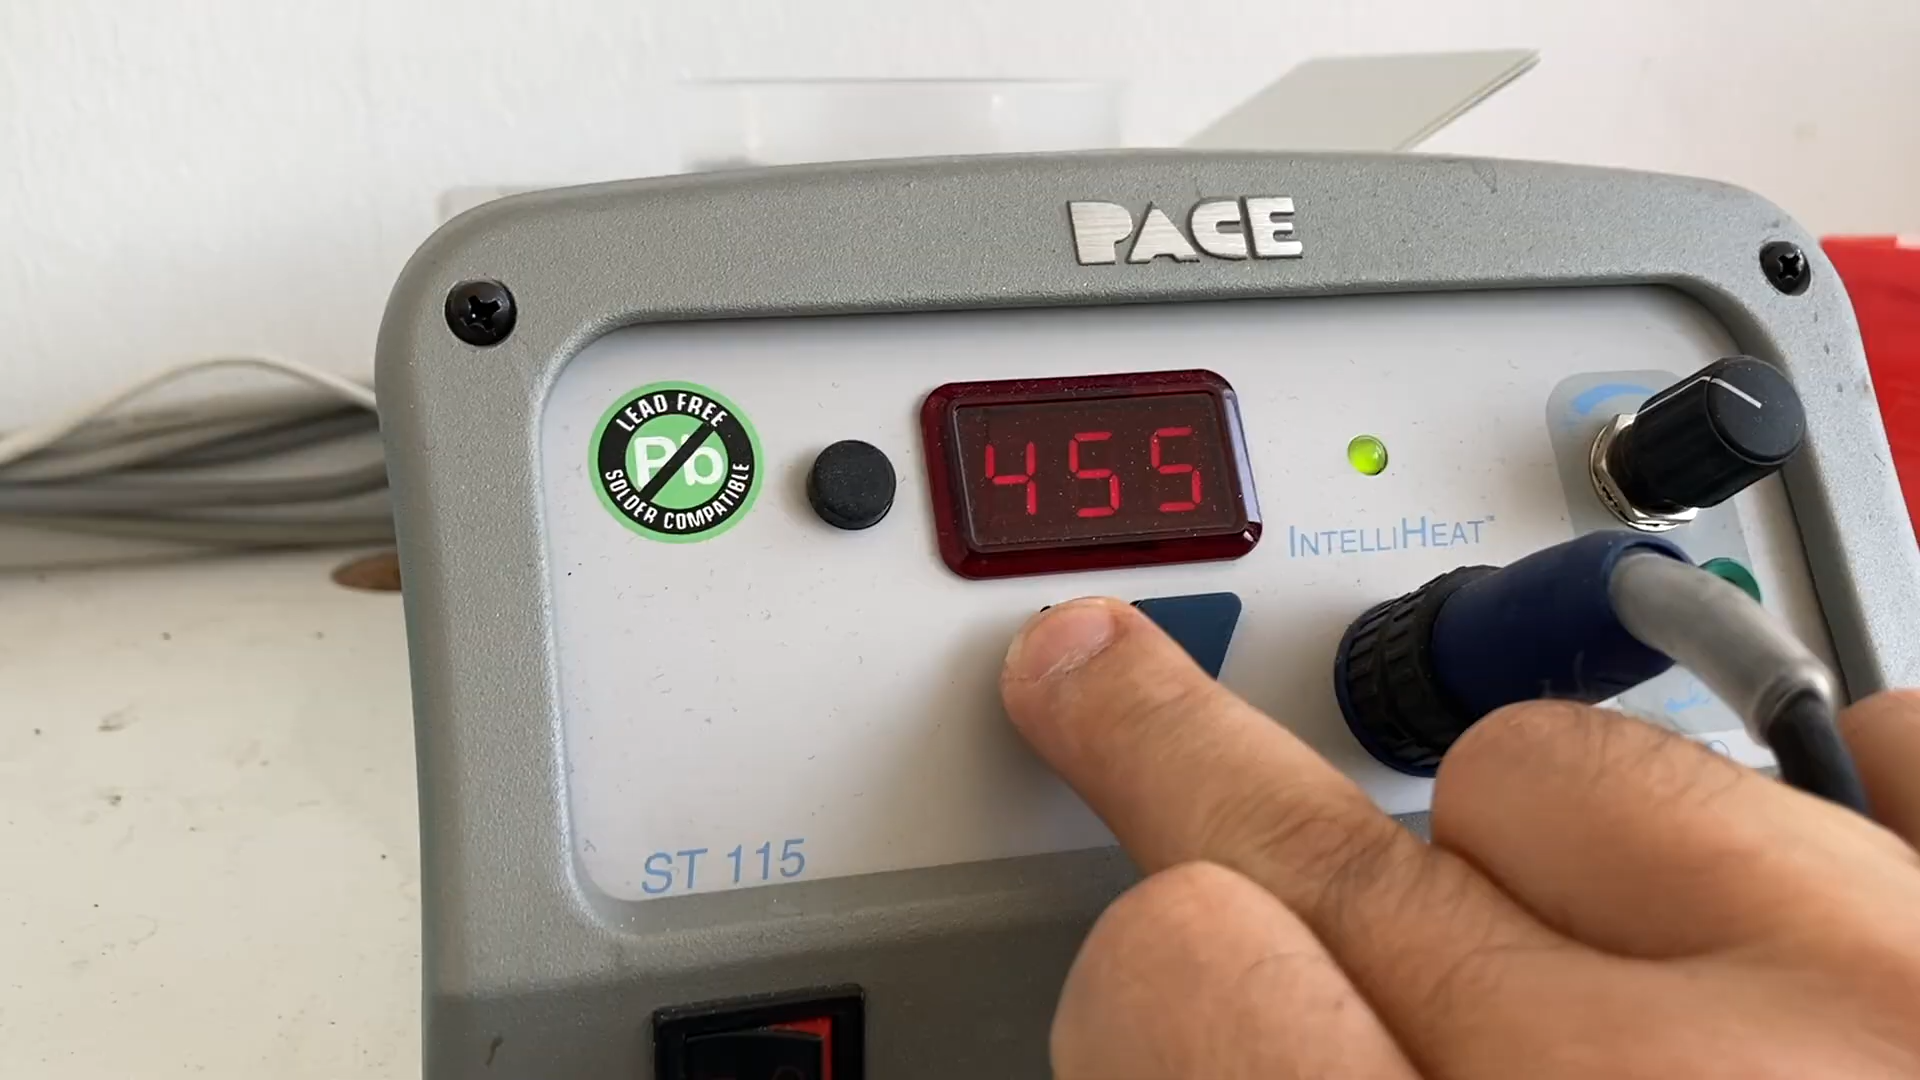 PACE
LEAD FREE
Pb
SOLDER COMPATIBLE
455
INTELLIHEAT™
ST 115